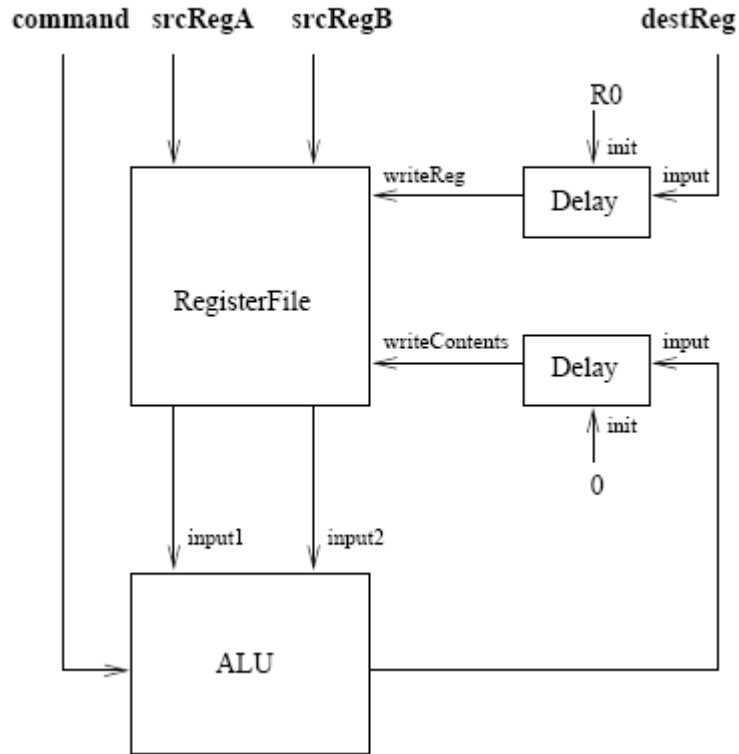 command srcRegA srcRegB destReg
R0
init
writeReg
input
Delay
RegisterFile
writeContents
input
Delay
init
0
input1 input2
ALU